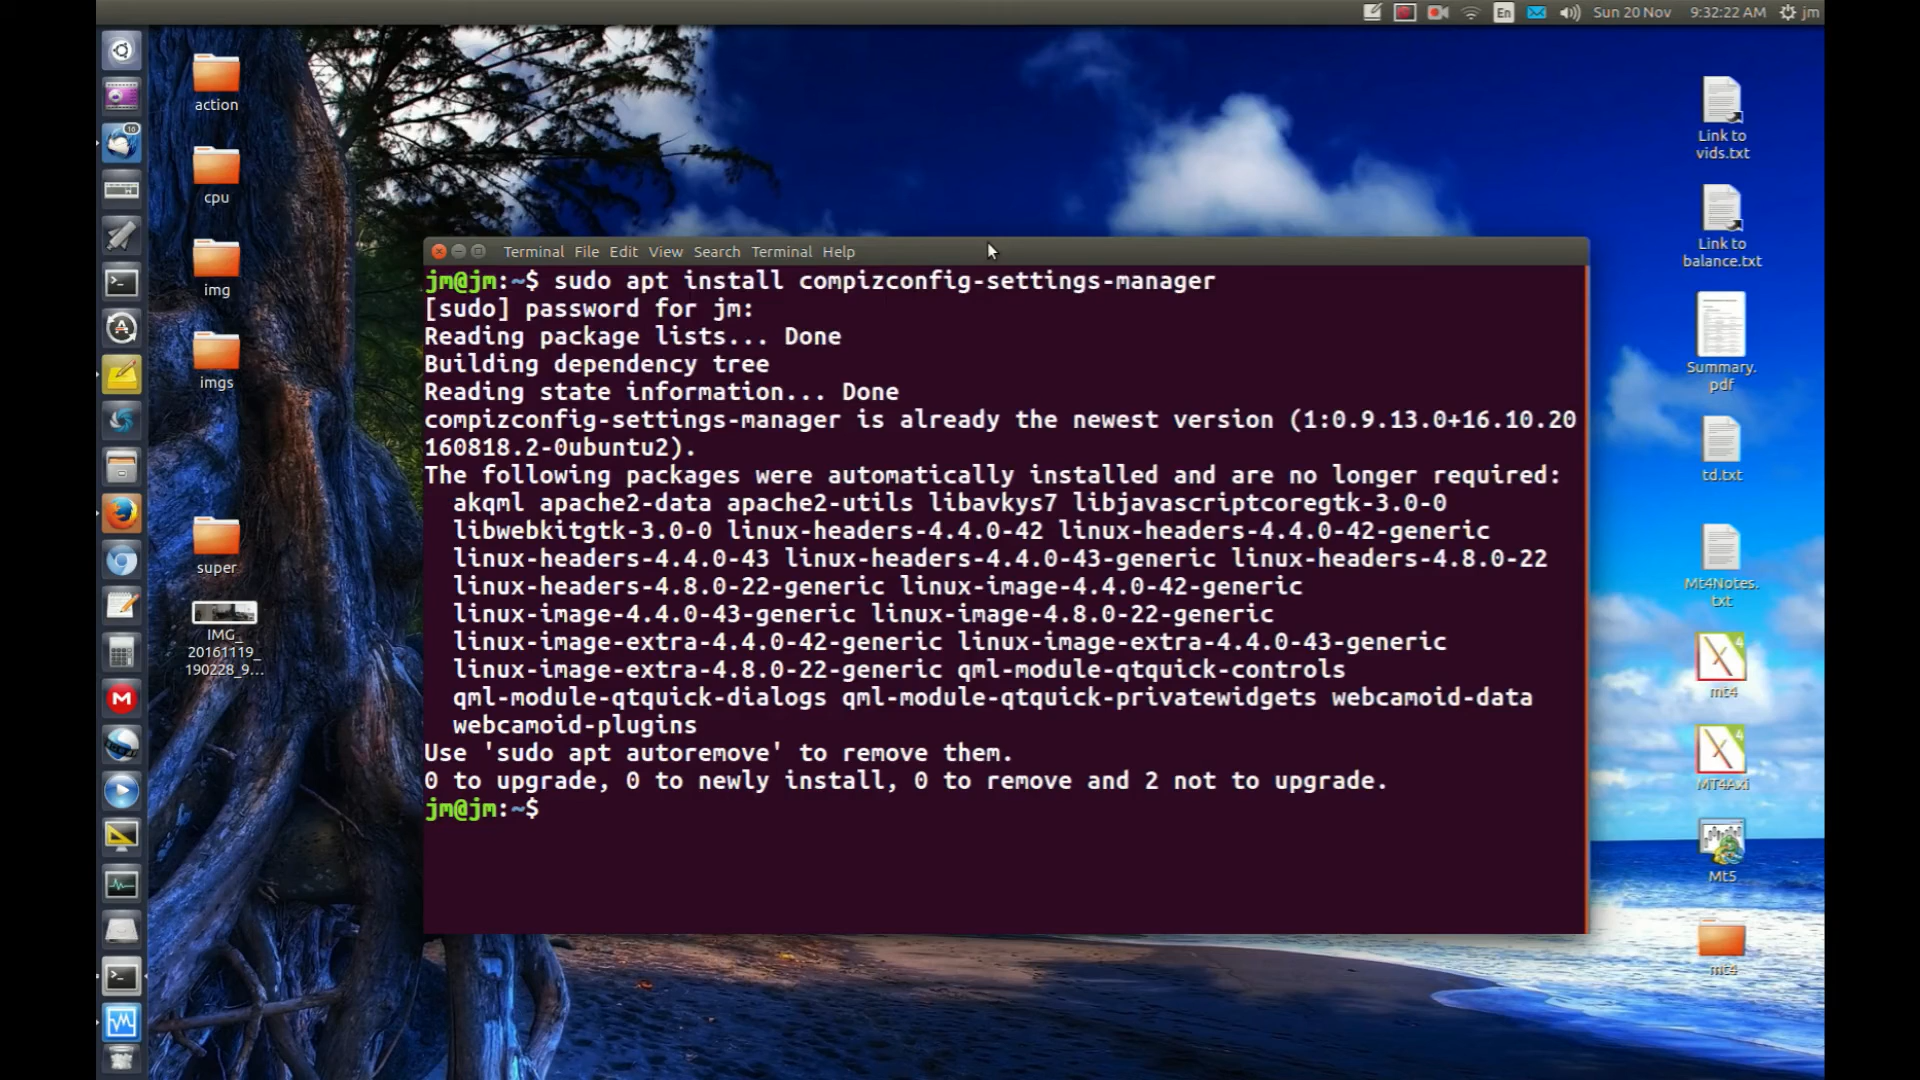 En
Sun 20 Nov
9:32:22 AM
jm
action
cpu
img
imgs
super
IMG_
20161119_
190228_9...
Terminal File Edit View Search Terminal Help
jm@jm:~$ sudo apt install compizconfig-settings-manager
[sudo] password for jm:
Reading package lists... Done
Building dependency tree
Reading state information... Done
compizconfig-settings-manager is already the newest version (1:0.9.13.0+16.10.20
160818.2-0ubuntu2).
The following packages were automatically installed and are no longer required:
akqml apache2-data apache2-utils libavkys7 libjavascriptcoregtk-3.0-0
libwebkitgtk-3.0-0 linux-headers-4.4.0-42 linux-headers-4.4.0-42-generic
linux-headers-4.4.0-43 linux-headers-4.4.0-43-generic linux-headers-4.8.0-22
linux-headers-4.8.0-22-generic linux-image-4.4.0-42-generic
linux-image-4.4.0-43-generic linux-image-4.8.0-22-generic
linux-image-extra-4.4.0-42-generic linux-image-extra-4.4.0-43-generic
linux-image-extra-4.8.0-22-generic qml-module-qtquick-controls
qml-module-qtquick-dialogs qml-module-qtquick-privatewidgets webcamoid-data
webcamoid-plugins
Use 'sudo apt autoremove' to remove them.
0 to upgrade, 0 to newly install, 0 to remove and 2 not to upgrade.
jm@jm:~$
Link to
vids.txt
Link to
balance.txt
Summary.
pdf
td.txt
Mt4Notes.
txt
mt4
MT4Axi
Mt5
mt4